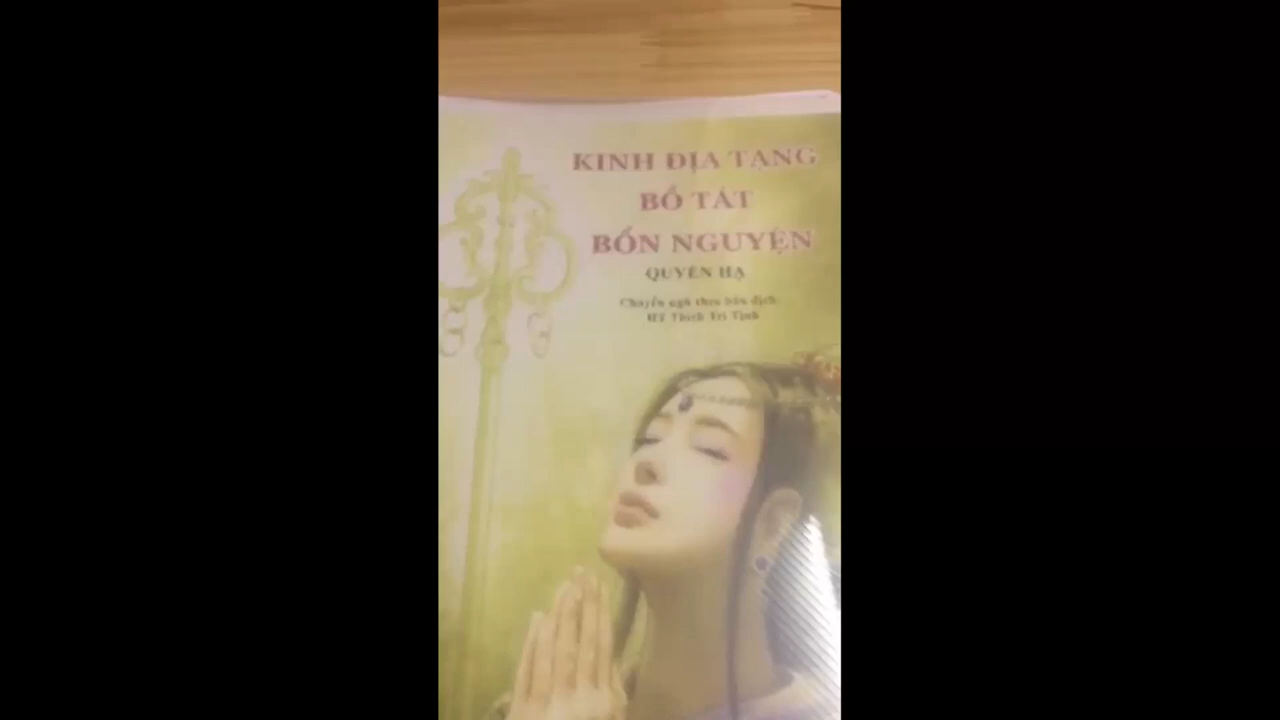 KINH ĐỊA TẠNG
BỒ TÁT
BỔN NGUYỆN
QUYỂN HẠ
Chuyển ngữ theo bản dịch:
HT Thích Trí Tịnh